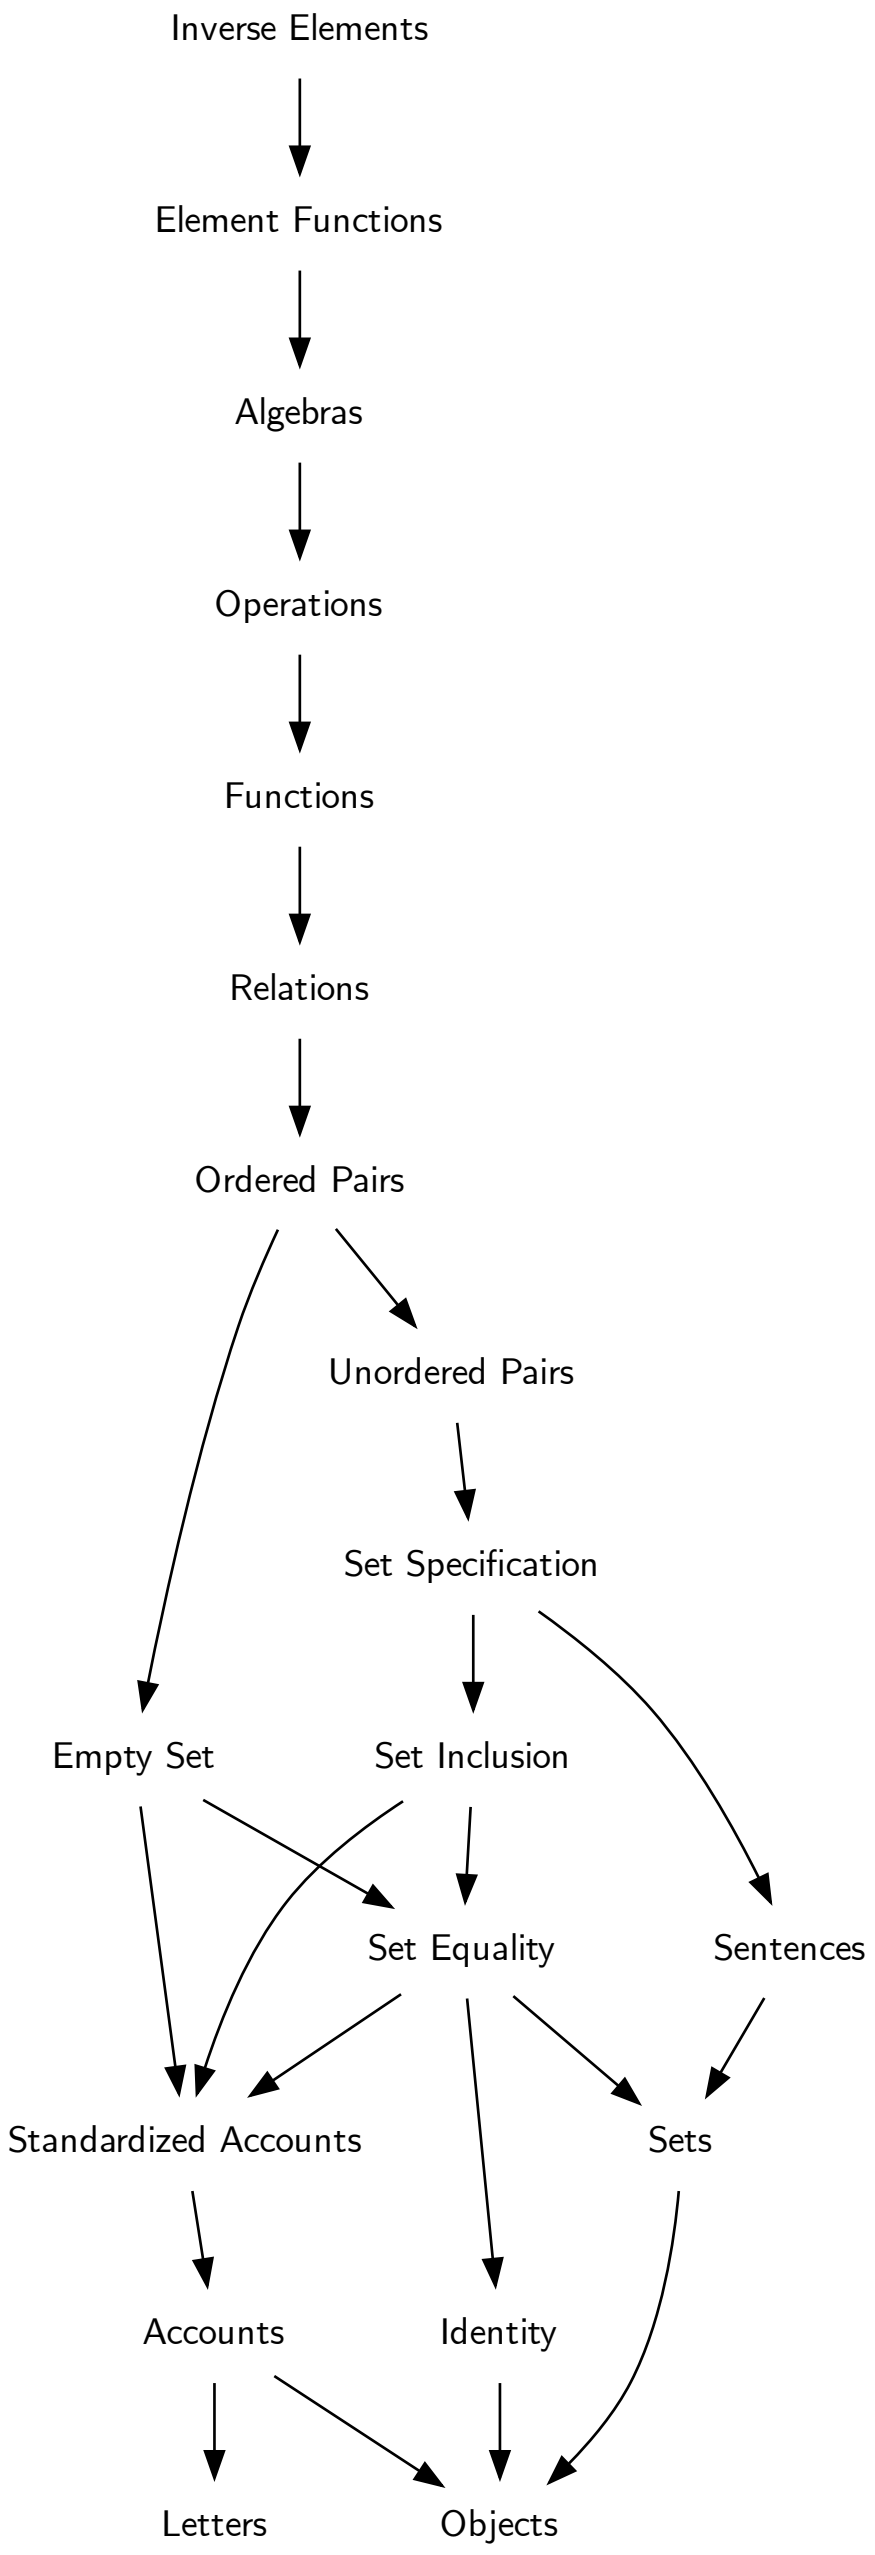 Inverse Elements
Element Functions
Algebras
Operations
Functions
Relations
Ordered Pairs
Unordered Pairs
Set Specification
Empty Set
Set Inclusion
Set Equality
Sentences
Standardized Accounts
Sets
Accounts
Identity
Letters
Objects